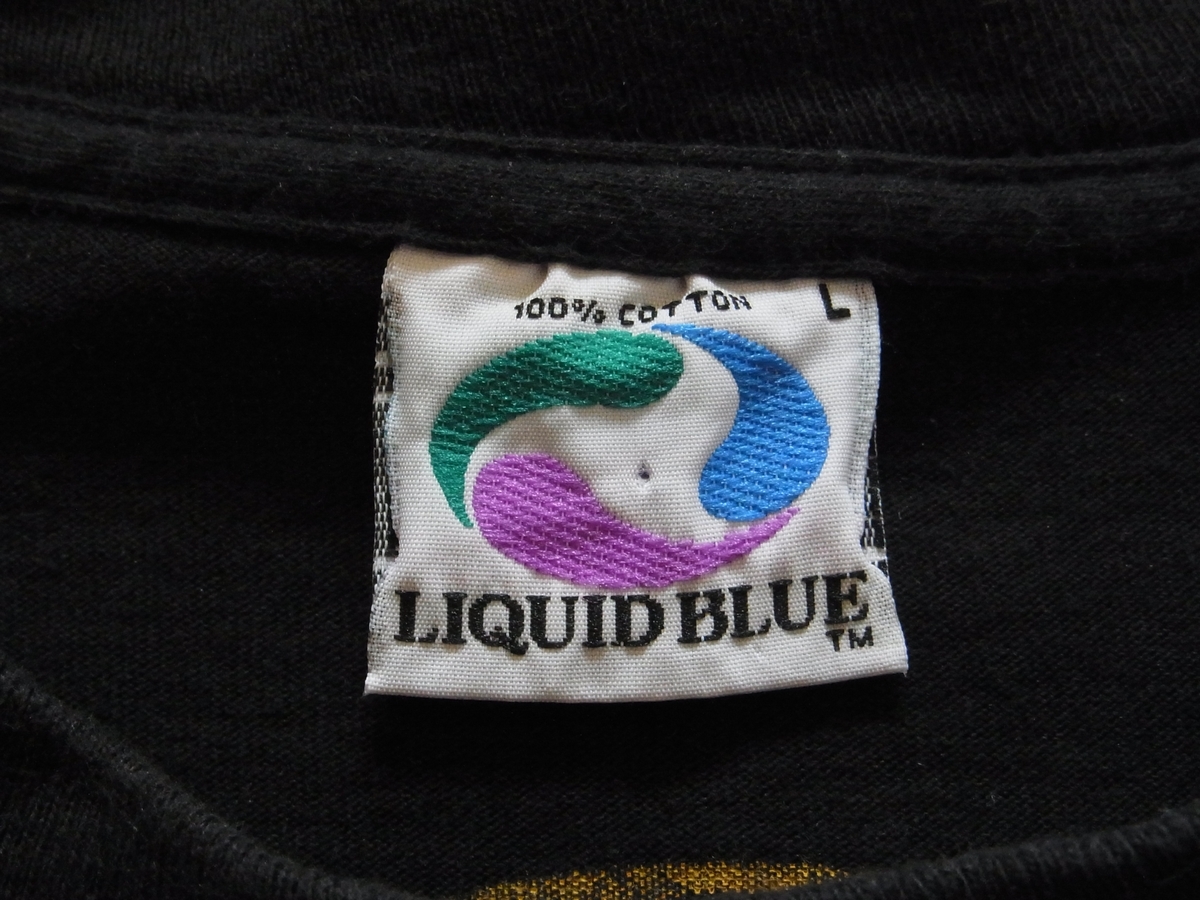 100% COTTON L
LIQUID BLUE
TM